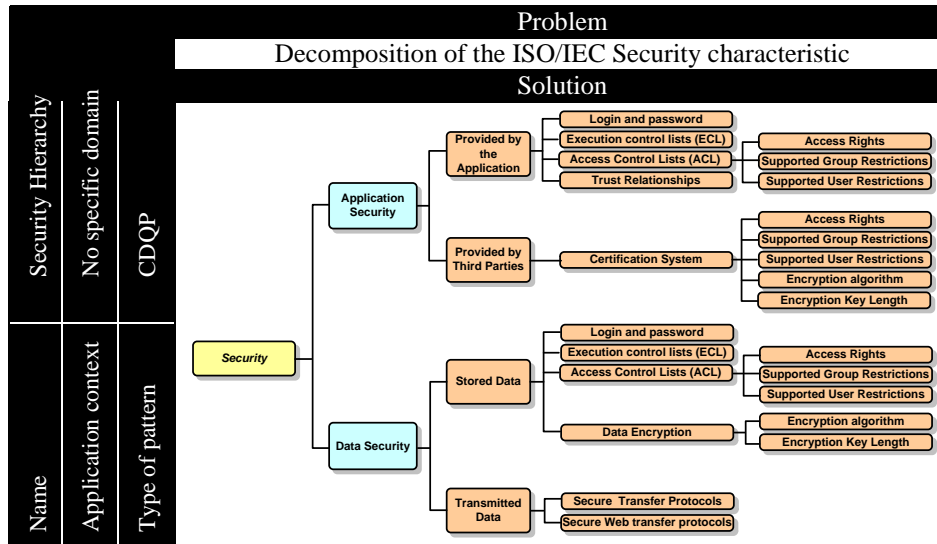 Problem
Decomposition of the ISO/IEC Security characteristic
Solution
Name
Security Hierarchy
Application context
No specific domain
Type of pattern
CDQP
Security
Application
Security
Provided by
the
Application
Login and password
Execution control lists (ECL)
Access Control Lists (ACL)
Access Rights
Supported Group Restrictions
Supported User Restrictions
Trust Relationships
Provided by
Third Parties
Certification System
Access Rights
Supported Group Restrictions
Supported User Restrictions
Encryption algorithm
Encryption Key Length
Data Security
Stored Data
Login and password
Execution control lists (ECL)
Access Control Lists (ACL)
Access Rights
Supported Group Restrictions
Supported User Restrictions
Data Encryption
Encryption algorithm
Encryption Key Length
Transmitted
Data
Secure Transfer Protocols
Secure Web transfer protocols